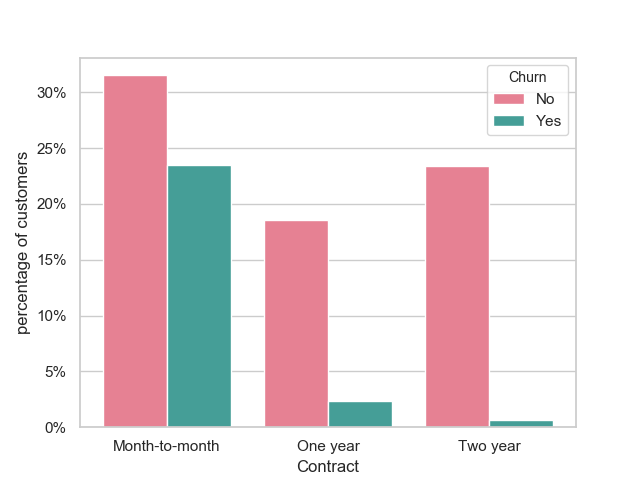 Churn
No
Yes
30%
25%
20%
15%
10%
5%
0%
percentage of customers
Month-to-month
One year
Two year
Contract